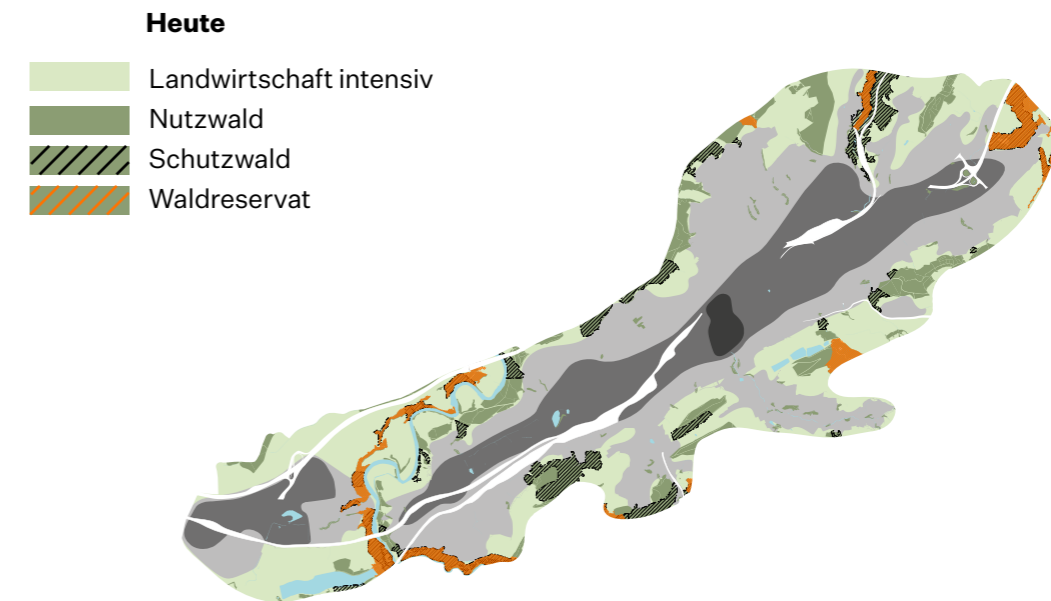 Heute
Landwirtschaft intensiv
Nutzwald
Schutzwald
Waldreservat